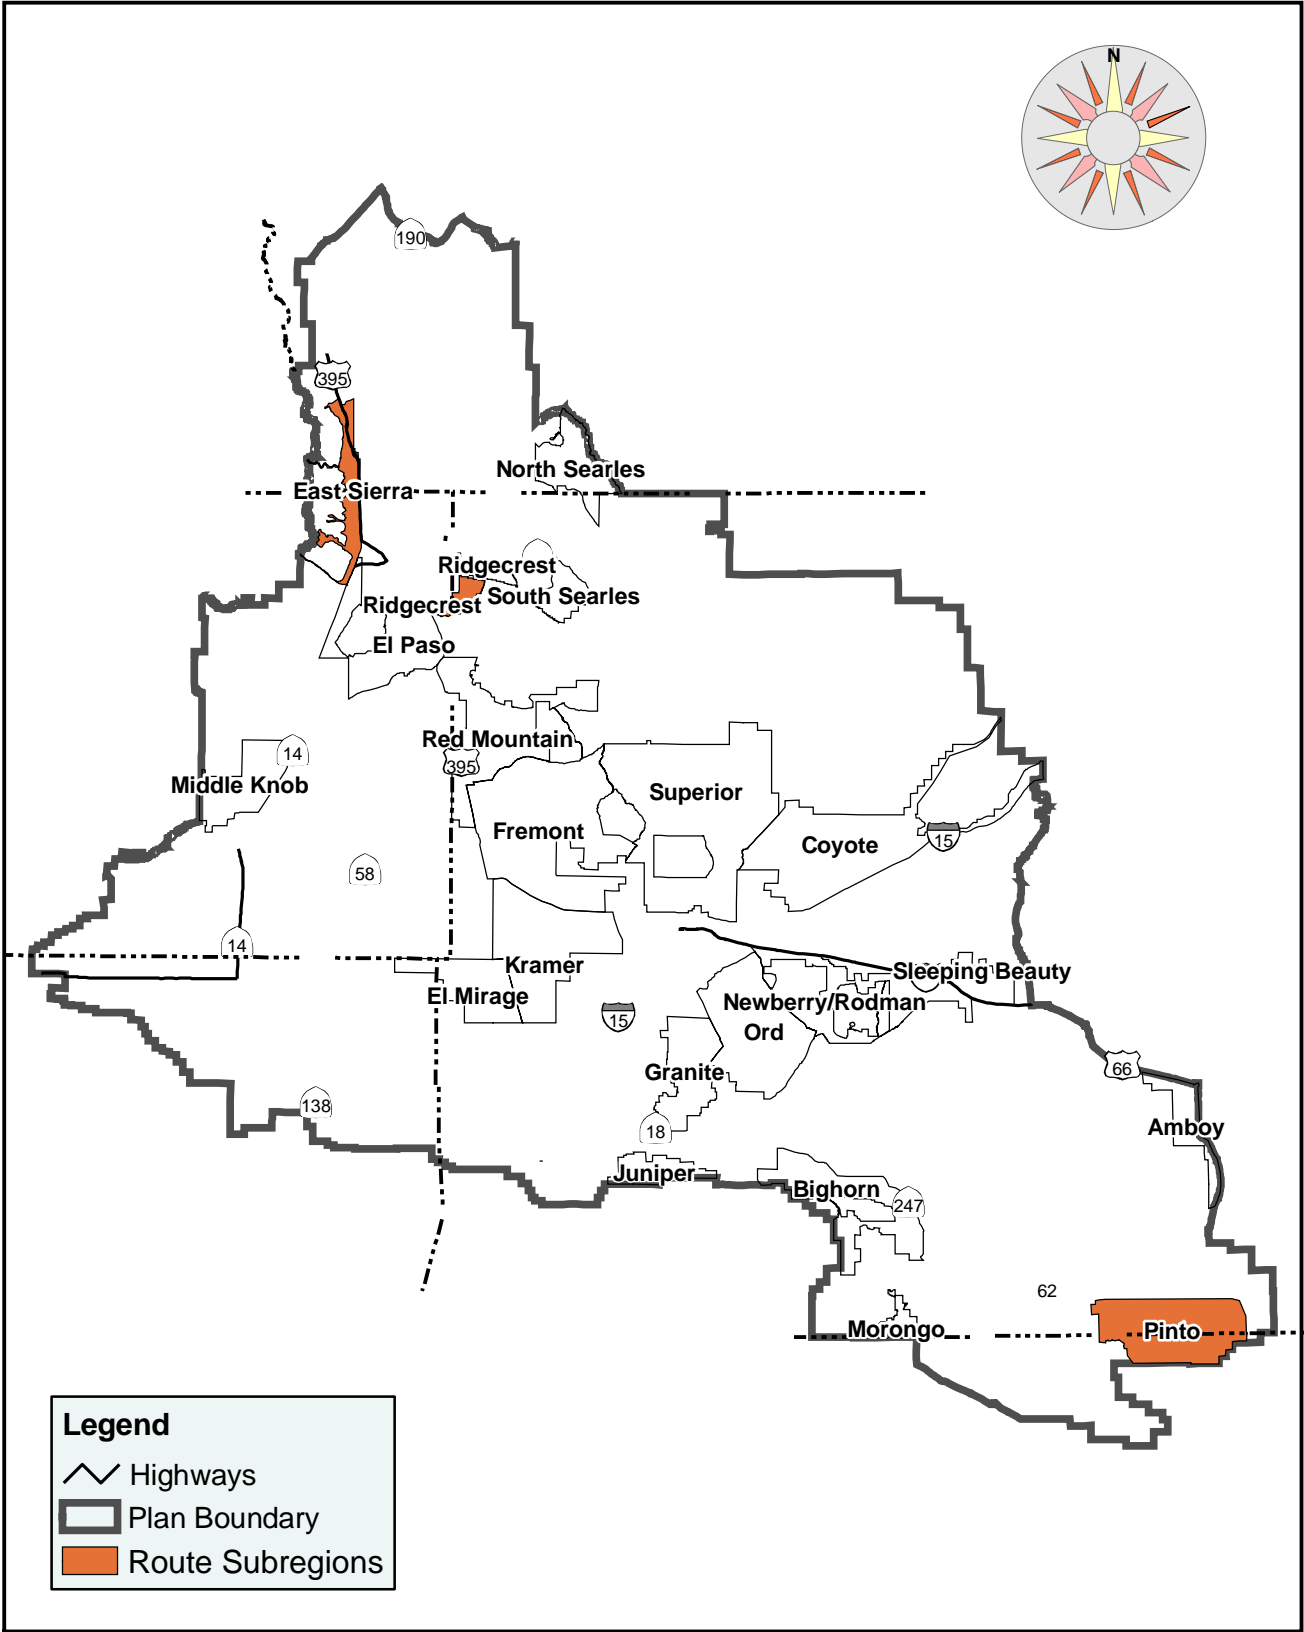 N
190
395
North Searles
East Sierra
Ridgecrest
South Searles
Ridgecrest
El Paso
Red Mountain
14
395
Middle Knob
Superior
Fremont
15
Coyote
58
14
Kramer
Sleeping Beauty
El Mirage
Newberry/Rodman
15
Ord
Granite
66
138
18
Amboy
Juniper
Bighorn
247
62
Morongo
Pinto
Legend
Highways
Plan Boundary
Route Subregions